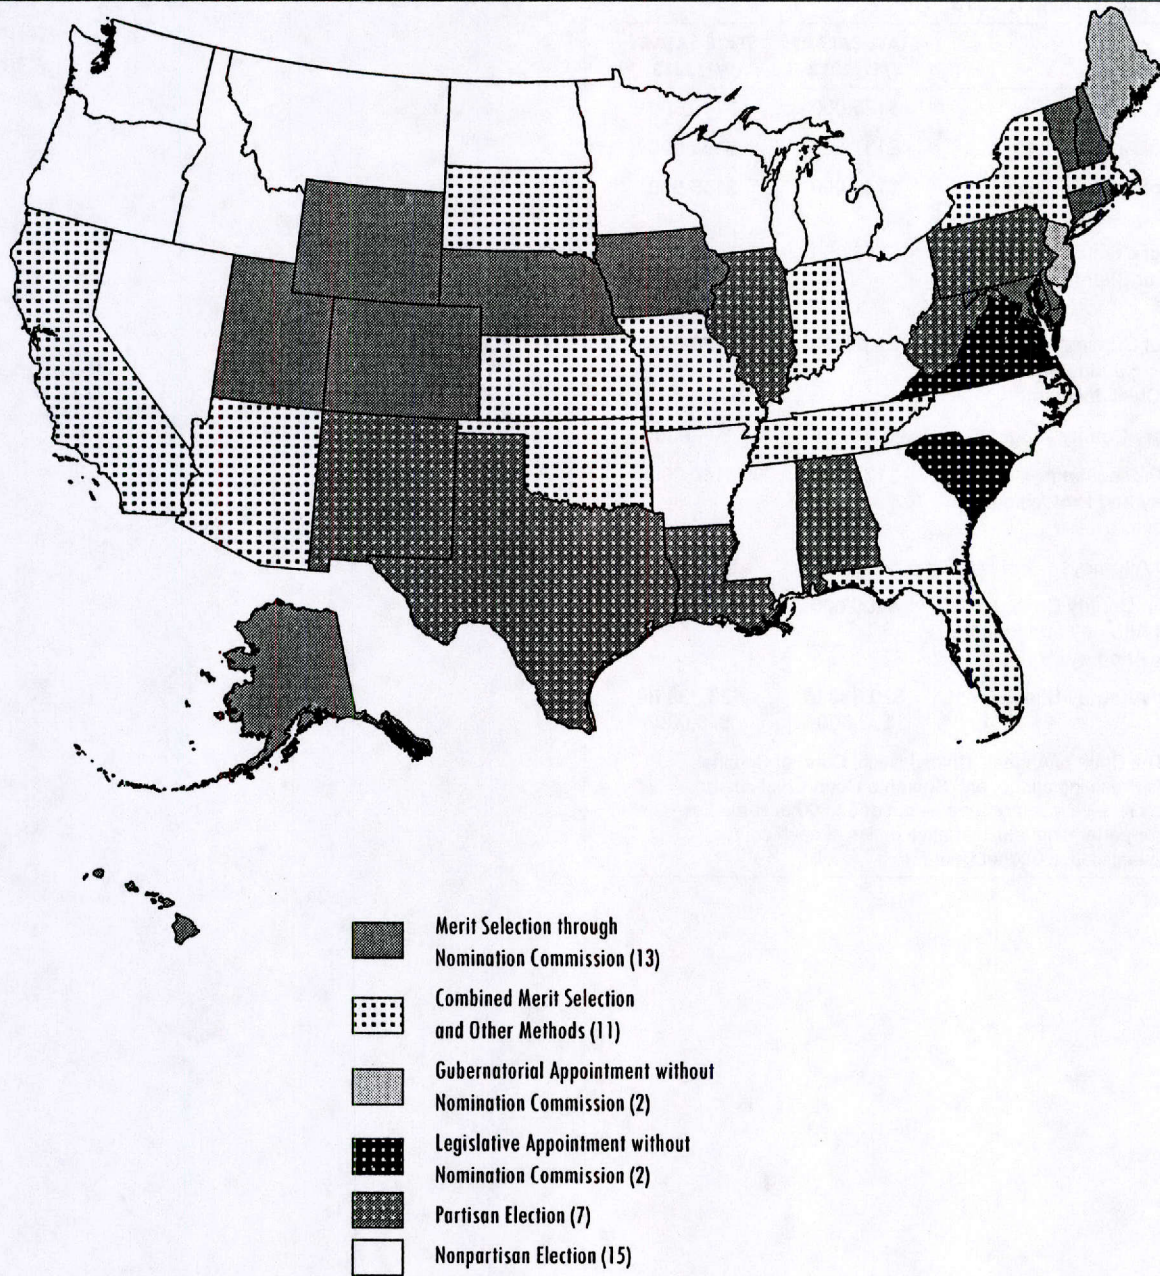 Merit Selection through
Nomination Commission (13)
Combined Merit Selection
and Other Methods (11)
Gubernatorial Appointment without
Nomination Commission (2)
Legislative Appointment without
Nomination Commission (2)
Partisan Election (7)
Nonpartisan Election (15)